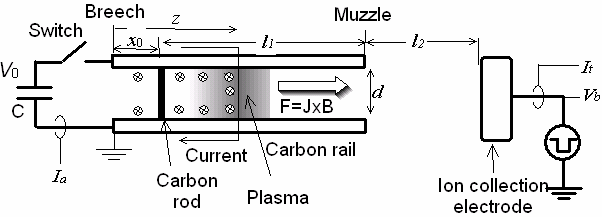 Breech
z
Muzzle
Switch
x0
l1
l2
V0
C
F=JxB
d
It
Vb
Current
Carbon rail
Ia
Carbon
rod
Plasma
Ion collection
electrode